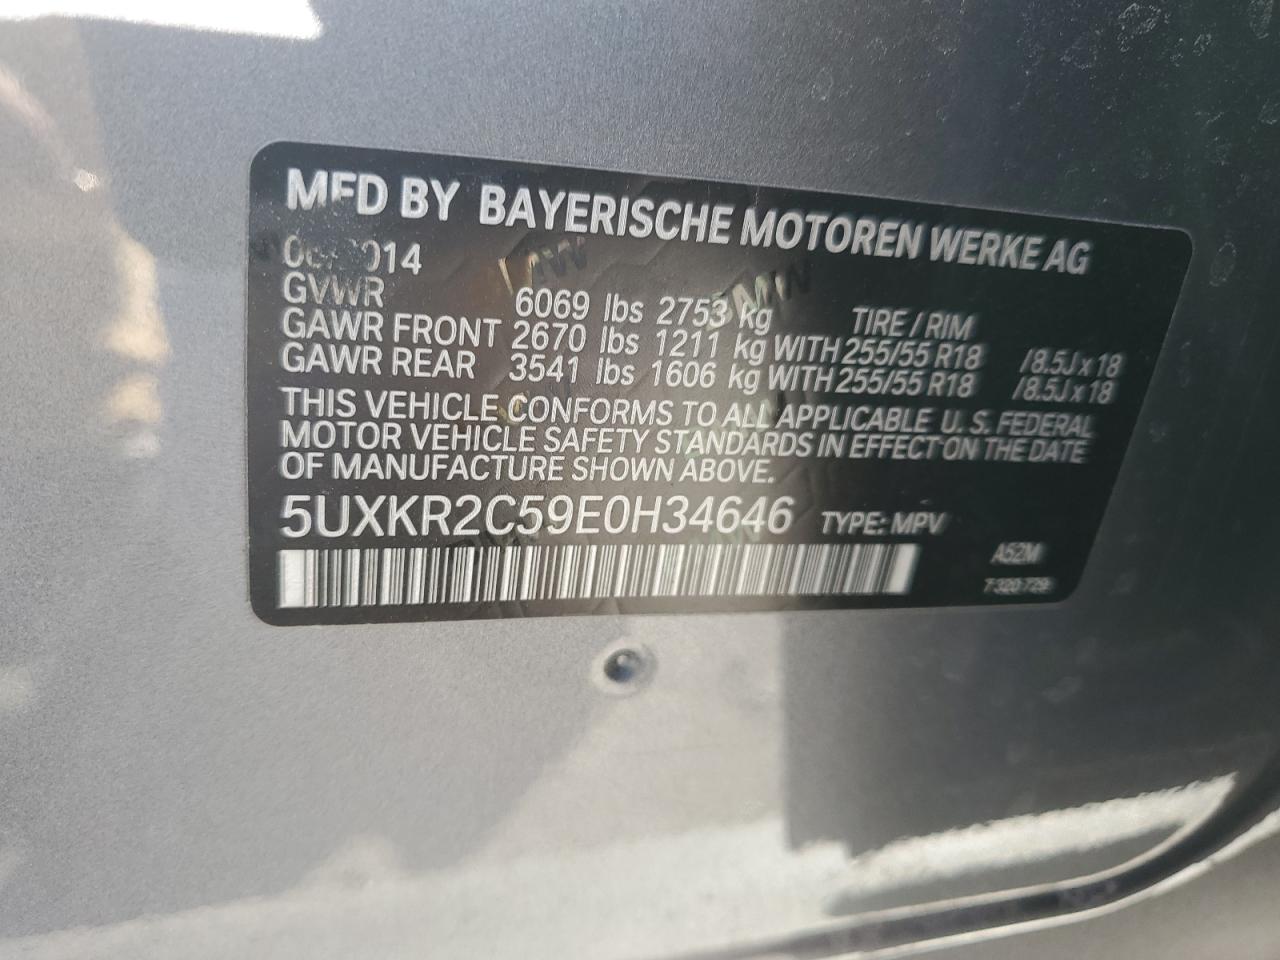 MFD BY BAYERISCHE MOTOREN WERKE AG
GVWR 6069 lbs 2753 kg TIRE / RIM
GAWR FRONT 2670 lbs 1211 kg WITH 255/55 R18 /8.5J x 18
GAWR REAR 3541 lbs 1606 kg WITH 255/55 R18 /8.5J x 18
THIS VEHICLE CONFORMS TO ALL APPLICABLE U. S. FEDERAL
MOTOR VEHICLE SAFETY STANDARDS IN EFFECT ON THE DATE
OF MANUFACTURE SHOWN ABOVE.
5UXKR2C59E0H34646 TYPE: MPV
A52M
7 320 729